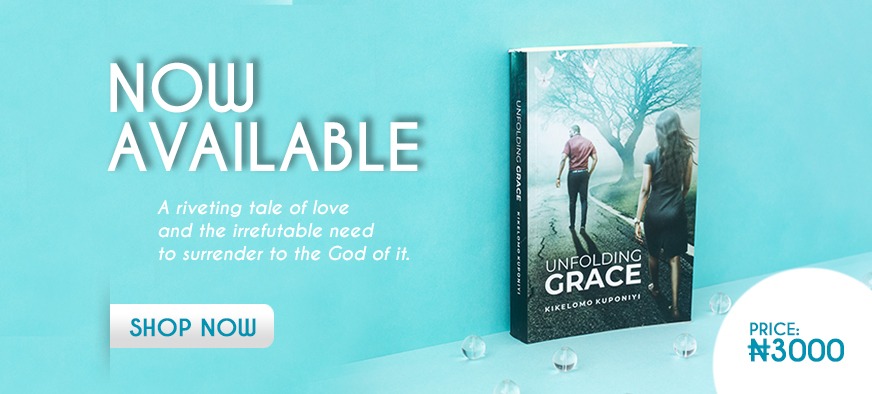 NOW
AVAILABLE
A riveting tale of love
and the irrefutable need
to surrender to the God of it.
SHOP NOW
UNFOLDING GRACE KIKELOMO KUPONIYI
UNFOLDING
GRACE
KIKELOMO KUPONIYI
PRICE:
₦3000